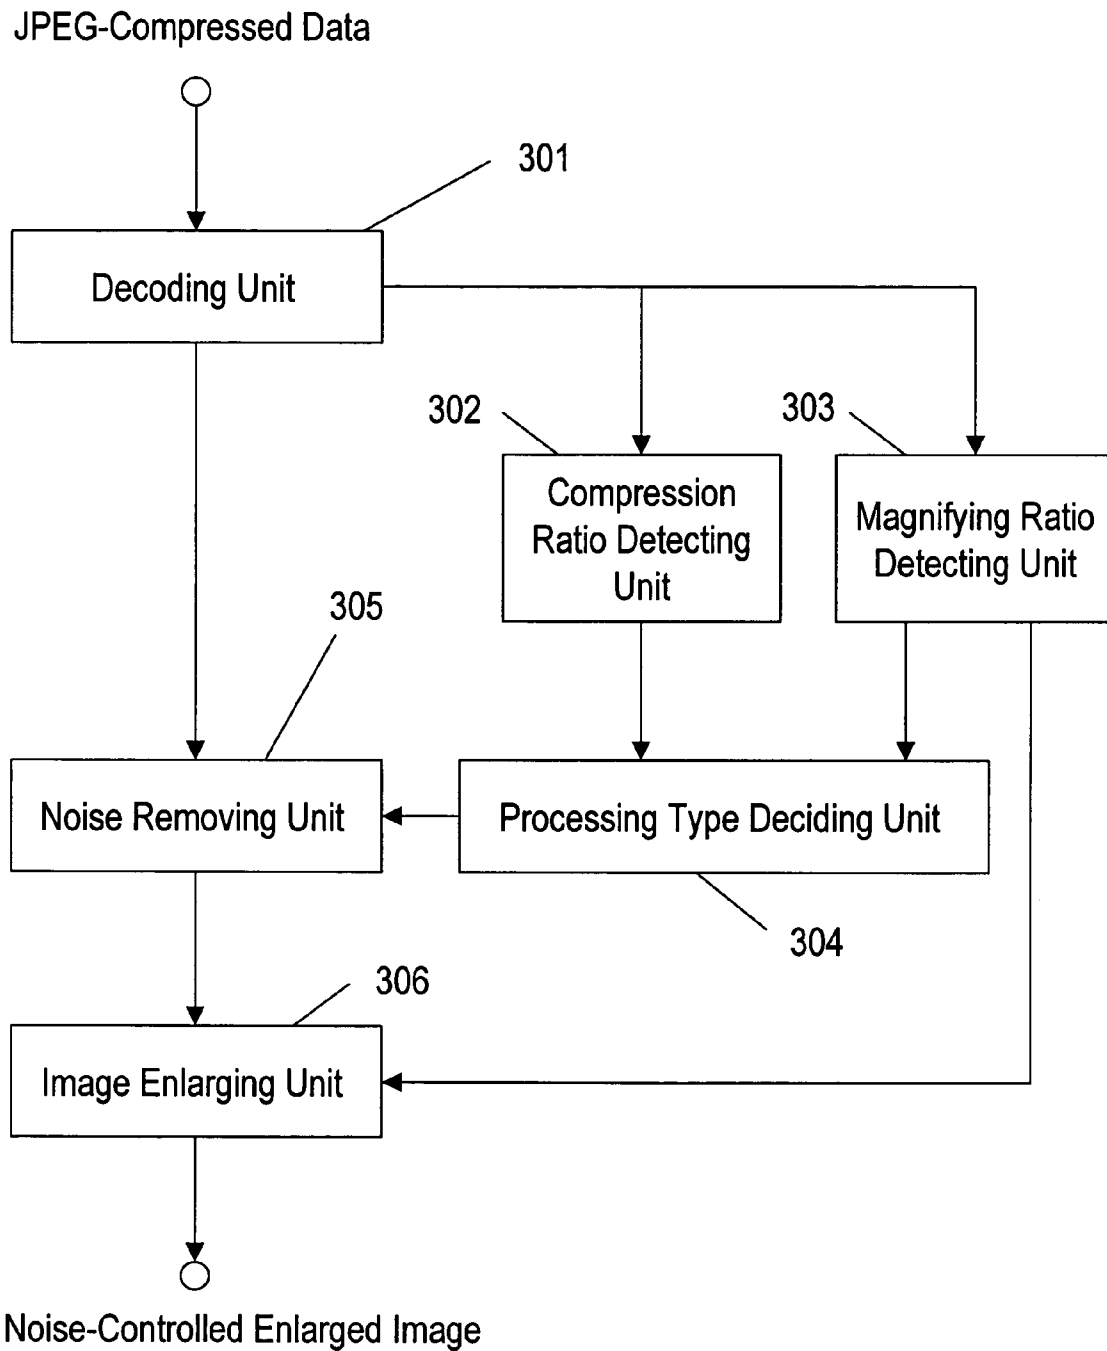 JPEG-Compressed Data
301
Decoding Unit
302
303
Compression
Ratio Detecting
Unit
Magnifying Ratio
Detecting Unit
305
Noise Removing Unit
Processing Type Deciding Unit
304
306
Image Enlarging Unit
Noise-Controlled Enlarged Image